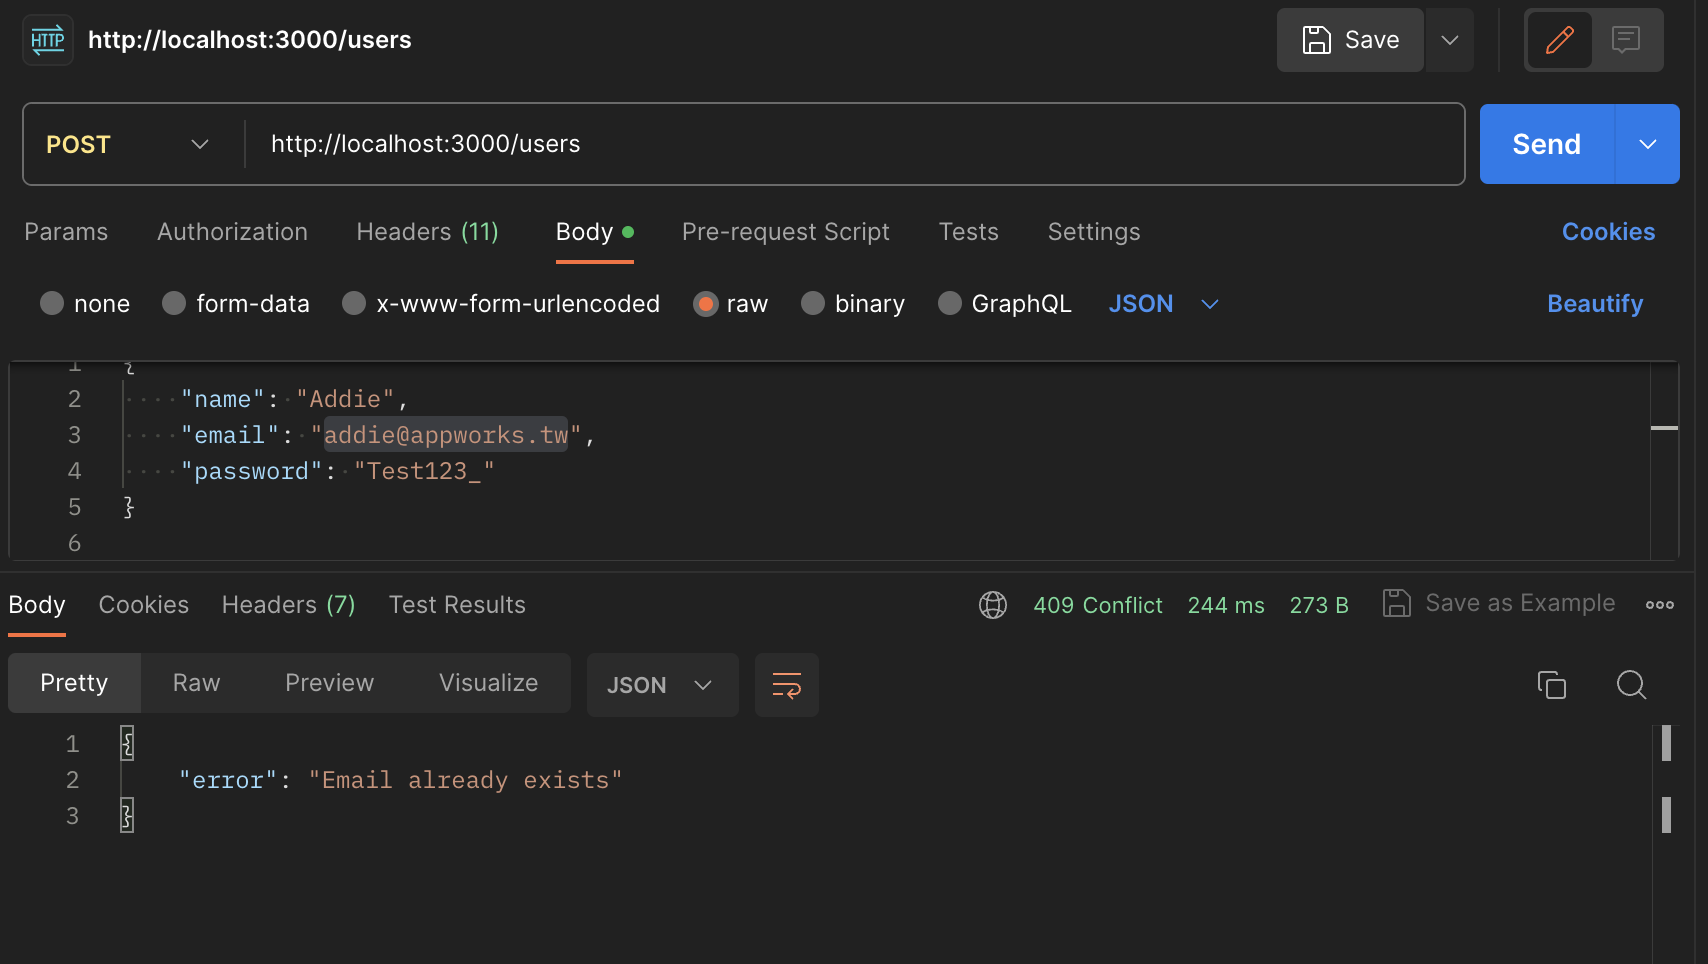 HTTP http://localhost:3000/users Save
POST http://localhost:3000/users Send
Params Authorization Headers (11) Body Pre-request Script Tests Settings Cookies
none form-data x-www-form-urlencoded raw binary GraphQL JSON Beautify
1 {
2 "name": "Addie",
3 "email": "addie@appworks.tw",
4 "password": "Test123_"
5 }
6
Body Cookies Headers (7) Test Results 409 Conflict 244 ms 273 B Save as Example
Pretty Raw Preview Visualize JSON
1 {
2 "error": "Email already exists"
3 }